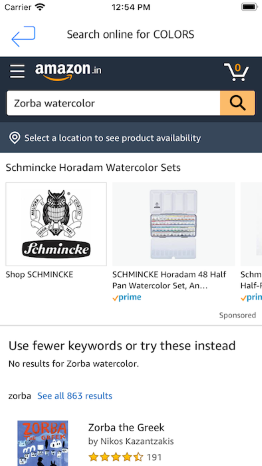 Carrier 12:54 PM
Search online for COLORS
amazon.in
0
Zorba watercolor
Select a location to see product availability
Schmincke Horadam Watercolor Sets
Schmincke
Shop SCHMINCKE
SCHMINCKE Horadam 48 Half
Pan Watercolor Set, An…
prime
SCHM
Half-F
prim
Sponsored
Use fewer keywords or try these instead
No results for Zorba watercolor.
zorba See all 863 results
ZORBA
Zorba the Greek
by Nikos Kazantzakis
191